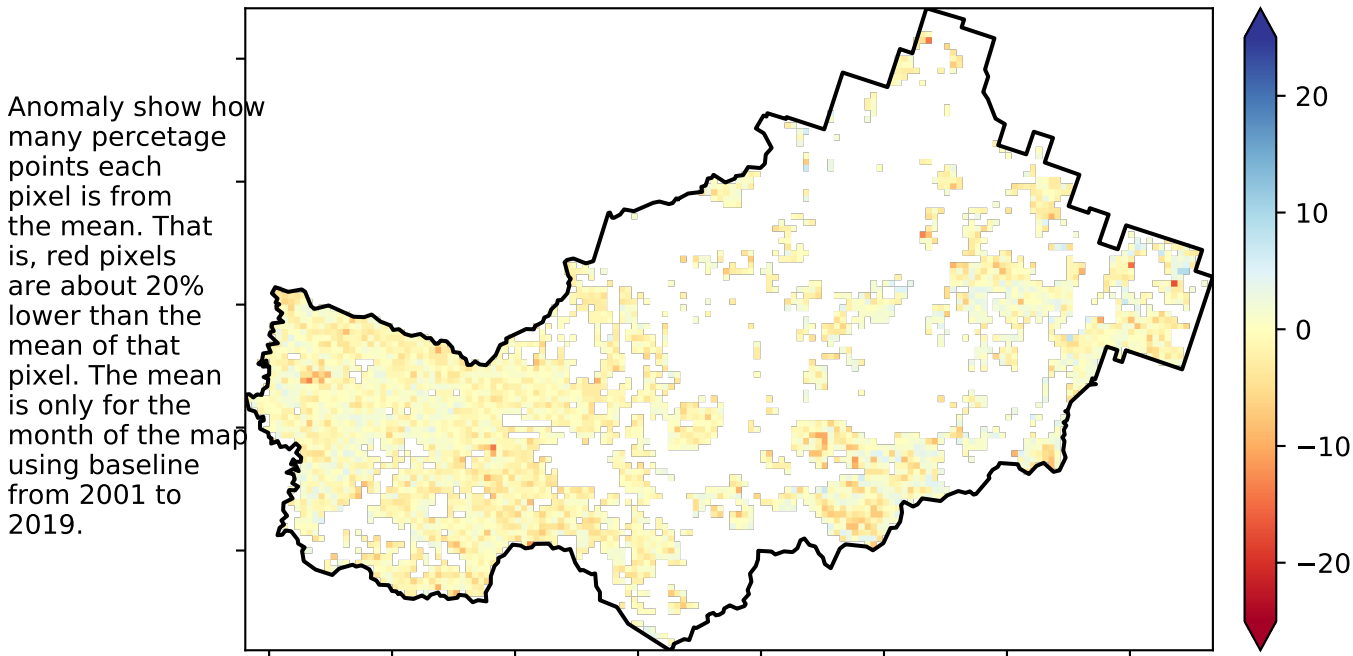 Anomaly show how
many percetage
points each
pixel is from
the mean. That
is, red pixels
are about 20%
lower than the
mean of that
pixel. The mean
is only for the
month of the map
using baseline
from 2001 to
2019.
20
10
0
−10
−20